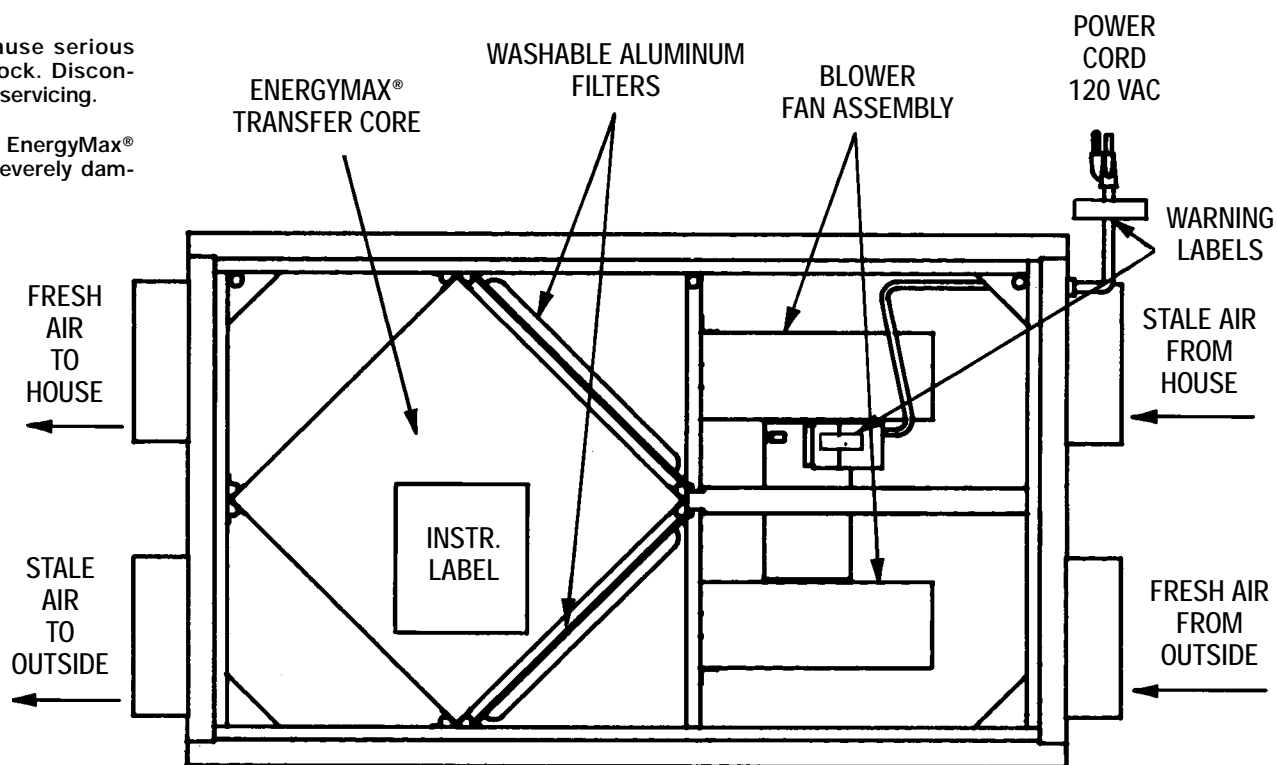 ause serious
ock. Discon-
servicing.
EnergyMax®
everely dam-
ENERGYMAX®
TRANSFER CORE
WASHABLE ALUMINUM
FILTERS
BLOWER
FAN ASSEMBLY
POWER
CORD
120 VAC
WARNING
LABELS
FRESH
AIR
TO
HOUSE
STALE AIR
FROM
HOUSE
INSTR.
LABEL
STALE
AIR
TO
OUTSIDE
FRESH AIR
FROM
OUTSIDE